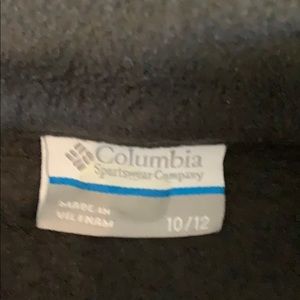 Columbia
Sportswear Company
MADE IN
VIETNAM
10/12